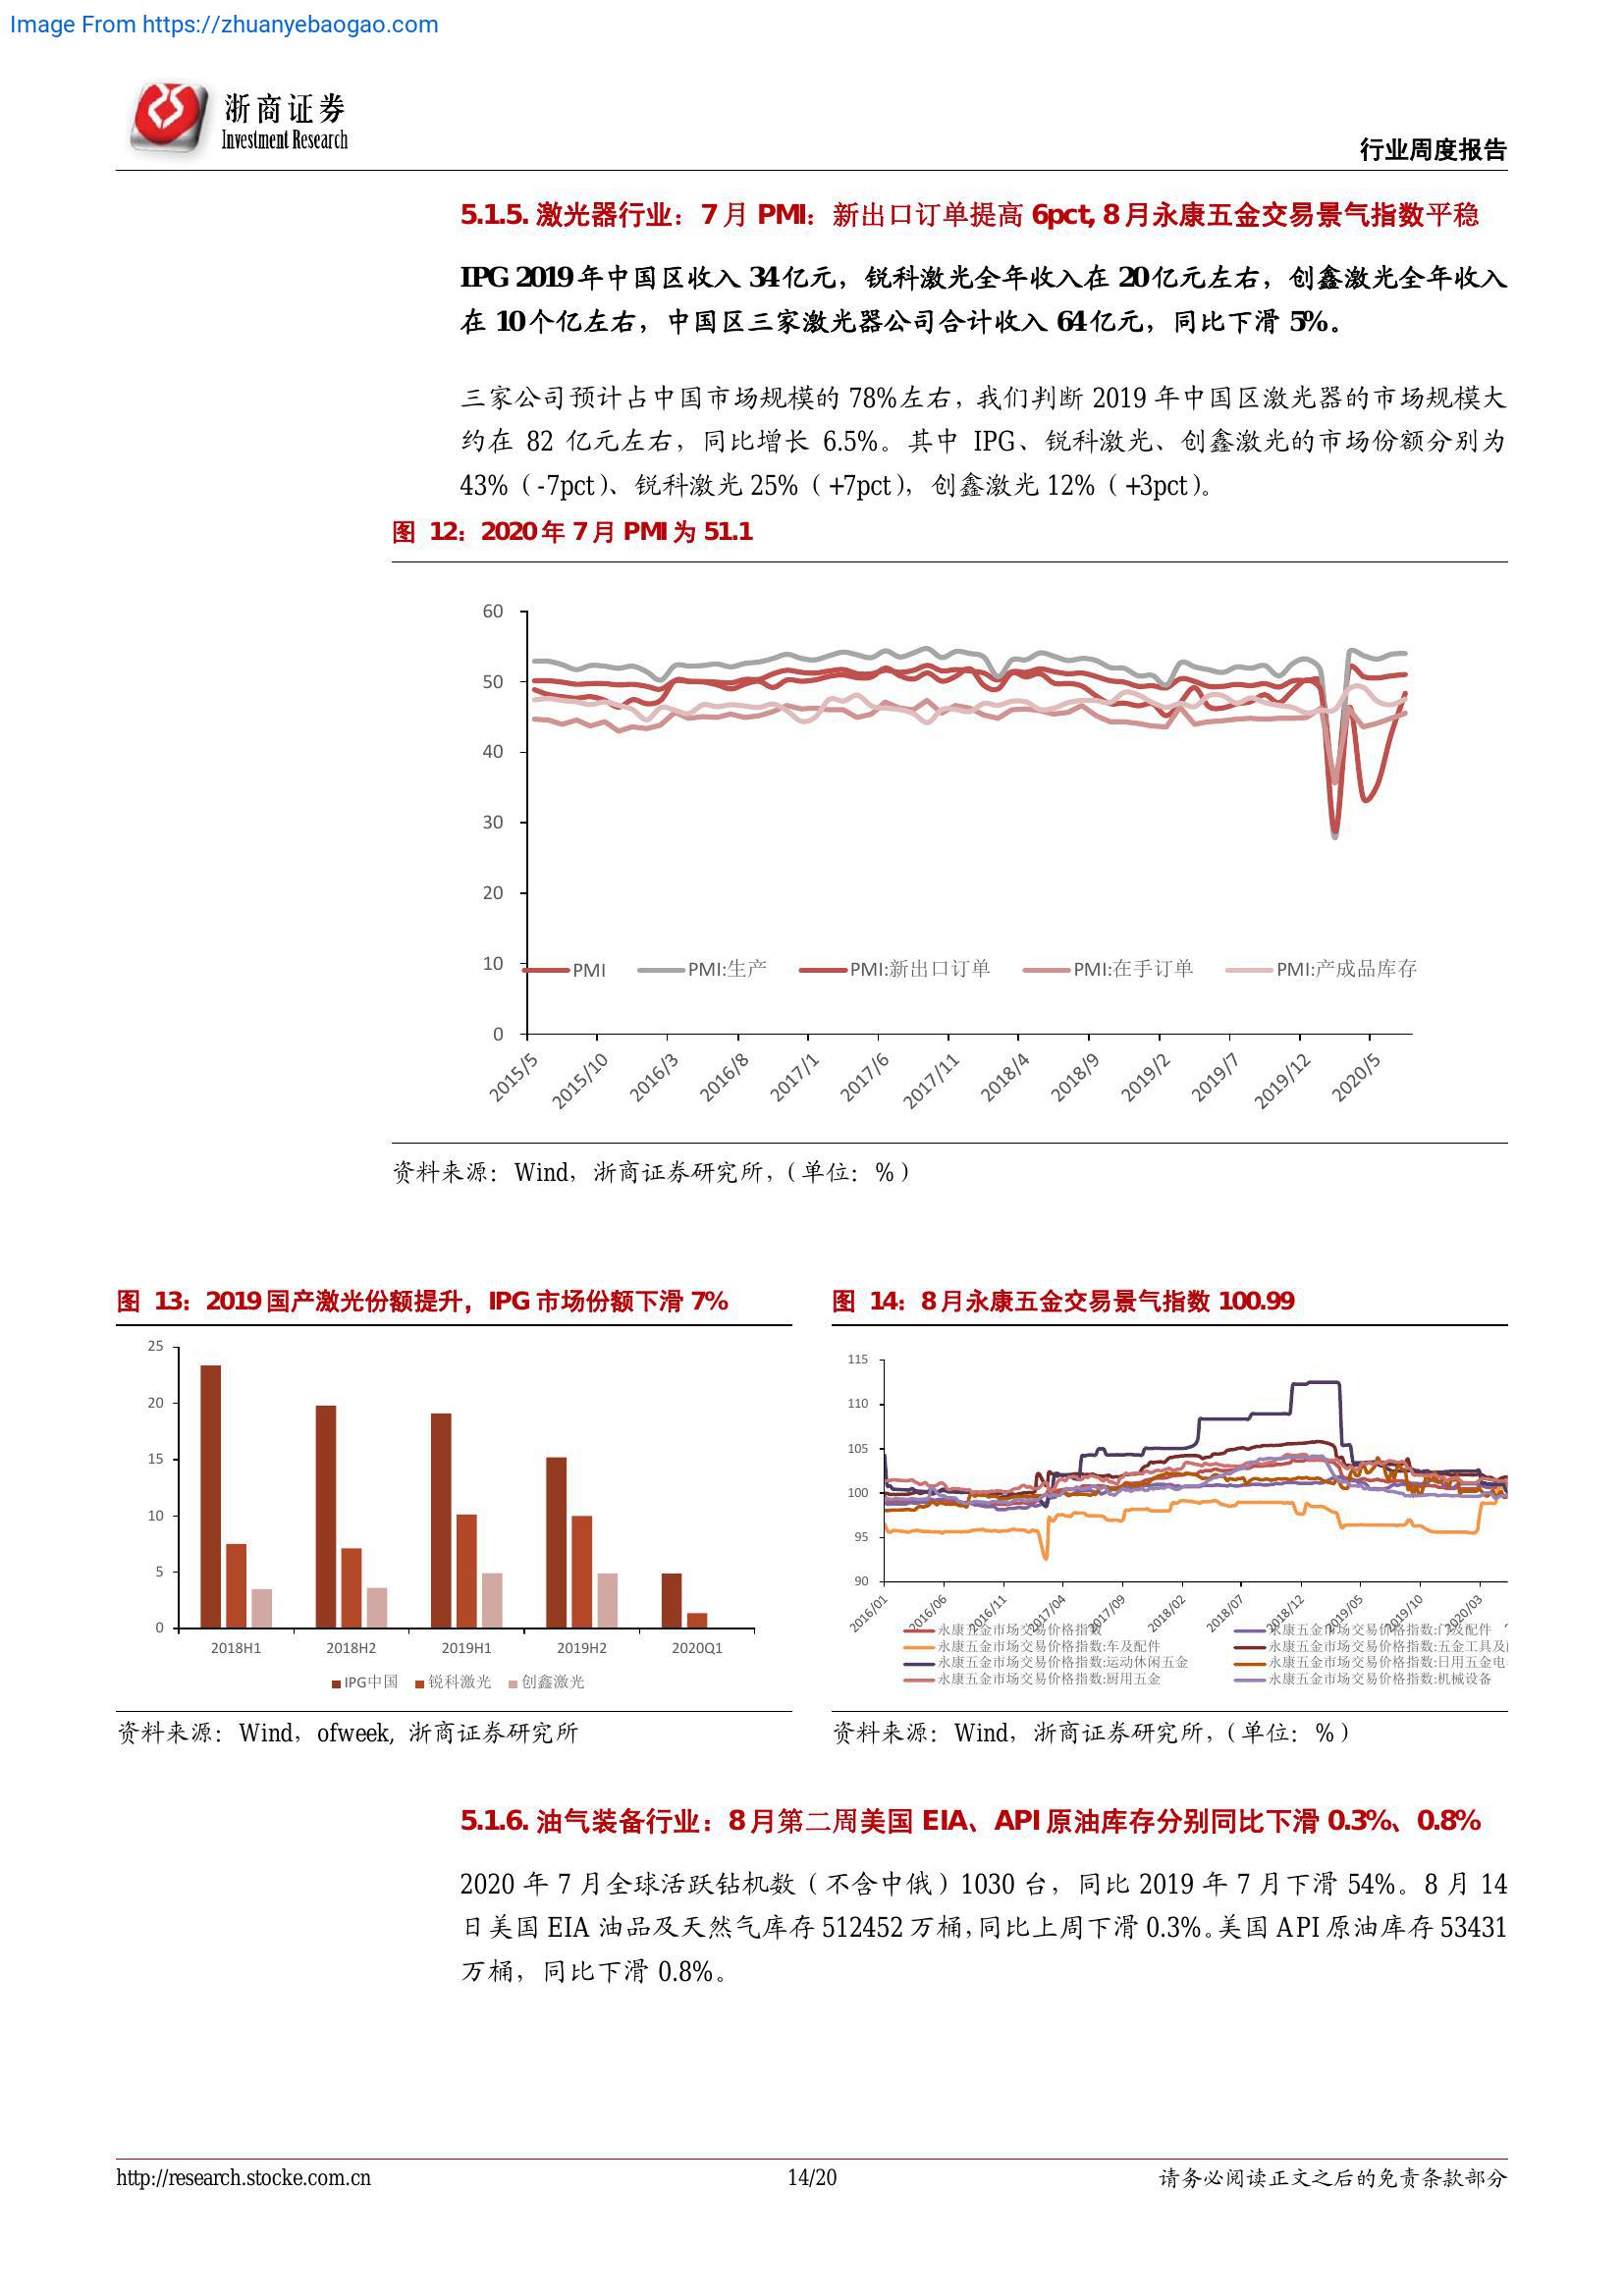 Image From https://zhuanyebaogao.com
浙商证券
Investment Research
行业周度报告
5.1.5. 激光器行业：7 月 PMI：新出口订单提高 6pct, 8 月永康五金交易景气指数平稳
IPG 2019 年中国区收入 34 亿元，锐科激光全年收入在 20 亿元左右，创鑫激光全年收入
在 10 个亿左右，中国区三家激光器公司合计收入 64 亿元，同比下滑 5%。
三家公司预计占中国市场规模的 78%左右，我们判断 2019 年中国区激光器的市场规模大
约在 82 亿元左右，同比增长 6.5%。其中 IPG、锐科激光、创鑫激光的市场份额分别为
43%（-7pct）、锐科激光 25%（+7pct），创鑫激光 12%（+3pct）。
图 12：2020 年 7 月 PMI 为 51.1
60
50
40
30
20
10
0
PMI PMI:生产 PMI:新出口订单 PMI:在手订单 PMI:产成品库存
2015/5 2015/10 2016/3 2016/8 2017/1 2017/6 2017/11 2018/4 2018/9 2019/2 2019/7 2019/12 2020/5
资料来源：Wind，浙商证券研究所，（单位：%）
图 13：2019 国产激光份额提升，IPG 市场份额下滑 7%
25
20
15
10
5
0
2018H1 2018H2 2019H1 2019H2 2020Q1
IPG中国 锐科激光 创鑫激光
资料来源：Wind，ofweek, 浙商证券研究所
图 14：8 月永康五金交易景气指数 100.99
115
110
105
100
95
90
2016/01 2016/06 2016/11 2017/04 2017/09 2018/02 2018/07 2018/12 2019/05 2019/10 2020/03
永康五金市场交易价格指数 永康五金市场交易价格指数:门及配件
永康五金市场交易价格指数:车及配件 永康五金市场交易价格指数:五金工具及
永康五金市场交易价格指数:运动休闲五金 永康五金市场交易价格指数:日用五金电
永康五金市场交易价格指数:厨用五金 永康五金市场交易价格指数:机械设备
资料来源：Wind，浙商证券研究所，（单位：%）
5.1.6. 油气装备行业：8 月第二周美国 EIA、API 原油库存分别同比下滑 0.3%、0.8%
2020 年 7 月全球活跃钻机数（不含中俄）1030 台，同比 2019 年 7 月下滑 54%。8 月 14
日美国 EIA 油品及天然气库存 512452 万桶，同比上周下滑 0.3%。美国 API 原油库存 53431
万桶，同比下滑 0.8%。
http://research.stocke.com.cn
14/20
请务必阅读正文之后的免责条款部分